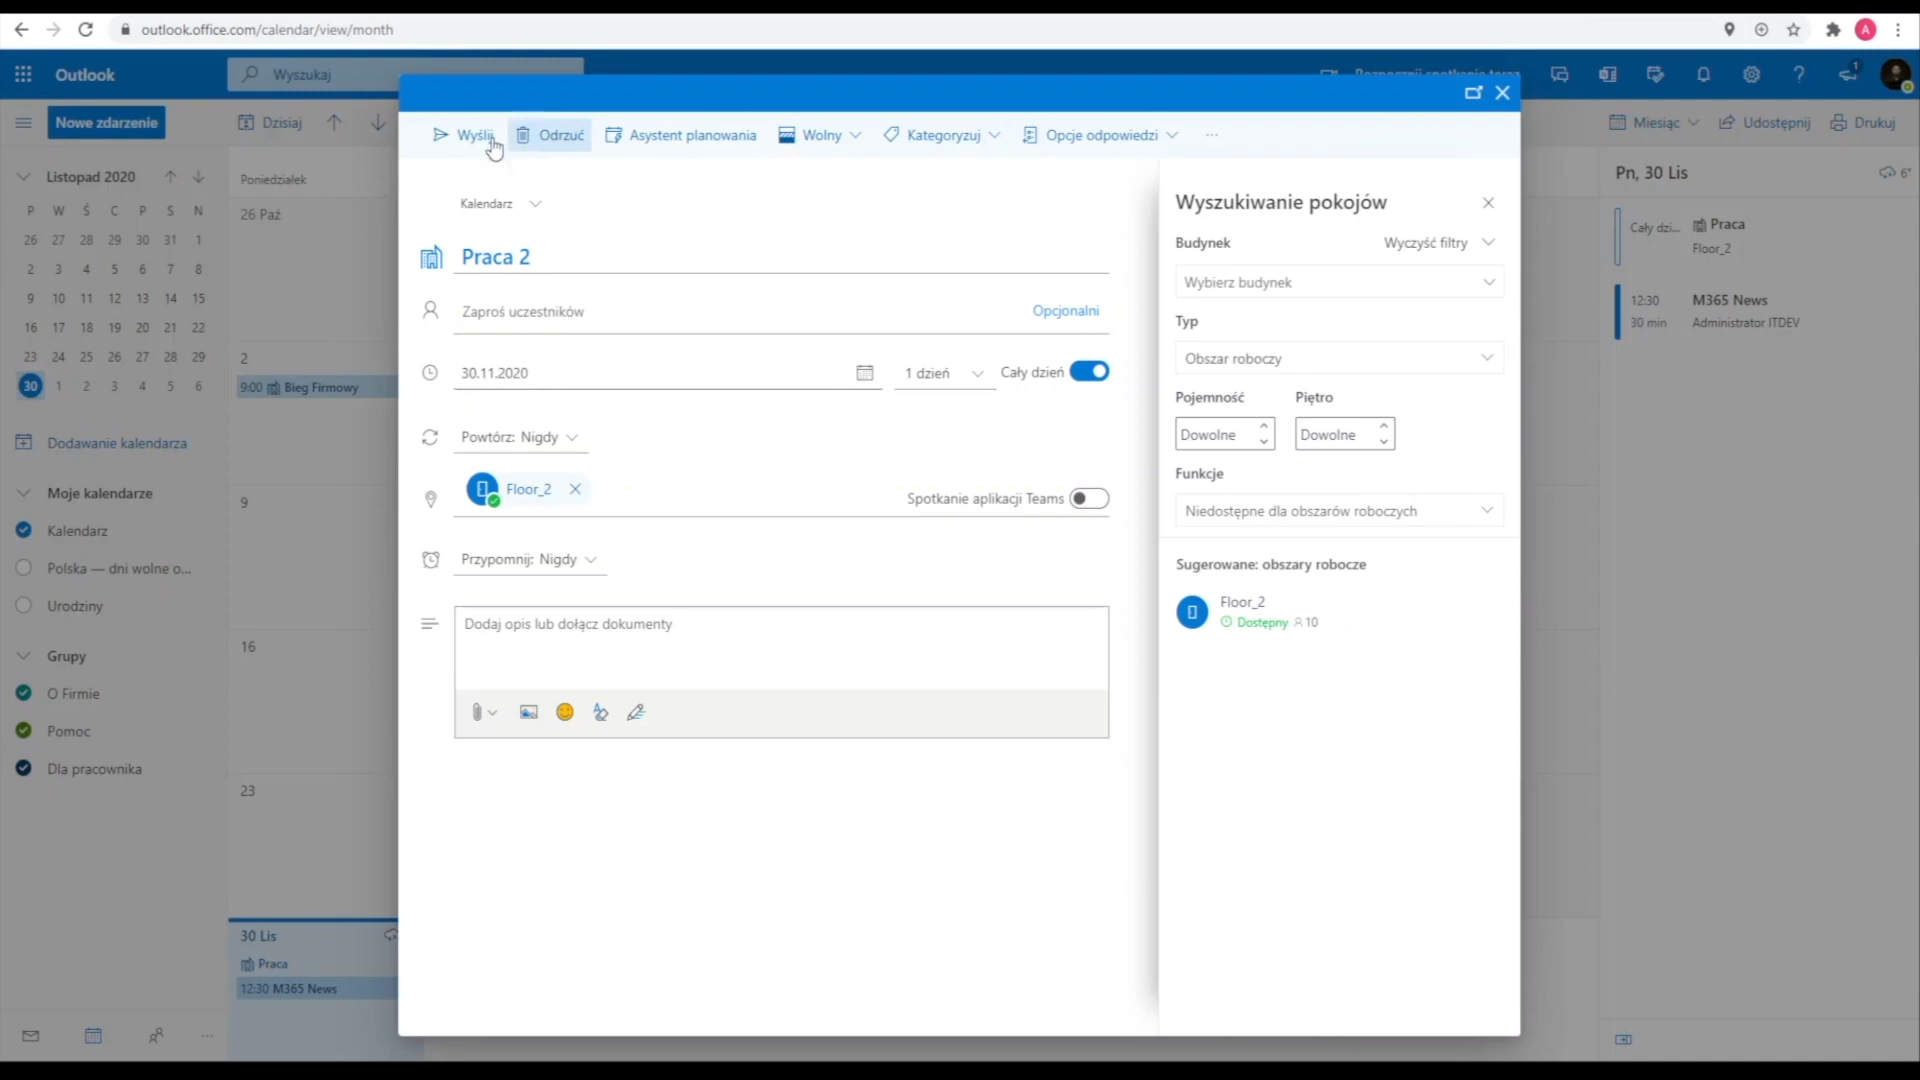 outlook.office.com/calendar/view/month
A
Outlook
Wyszukaj
1
Nowe zdarzenie
Dzisiaj
Miesiąc
Udostępnij
Drukuj
Wyślij
Odrzuć
Asystent planowania
Wolny
Kategoryzuj
Opcje odpowiedzi
...
Listopad 2020
P W Ś C P S N
26 27 28 29 30 31 1
2 3 4 5 6 7 8
9 10 11 12 13 14 15
16 17 18 19 20 21 22
23 24 25 26 27 28 29
30 1 2 3 4 5 6
Dodawanie kalendarza
Moje kalendarze
Kalendarz
Polska — dni wolne o...
Urodziny
Grupy
O Firmie
Pomoc
Dla pracownika
Poniedziałek
26 Paź
2
9:00 Bieg Firmowy
9
16
23
30 Lis
Praca
12:30 M365 News
Kalendarz
Praca 2
Zaproś uczestników
Opcjonalni
30.11.2020
1 dzień
Cały dzień
Powtórz: Nigdy
Floor_2
Spotkanie aplikacji Teams
Przypomnij: Nigdy
Dodaj opis lub dołącz dokumenty
Wyszukiwanie pokojów
Budynek
Wyczyść filtry
Wybierz budynek
Typ
Obszar roboczy
Pojemność
Piętro
Dowolne
Dowolne
Funkcje
Niedostępne dla obszarów roboczych
Sugerowane: obszary robocze
Floor_2
Dostępny 10
Pn, 30 Lis
6°
Cały dzi...
Praca
Floor_2
12:30
M365 News
30 min
Administrator ITDEV